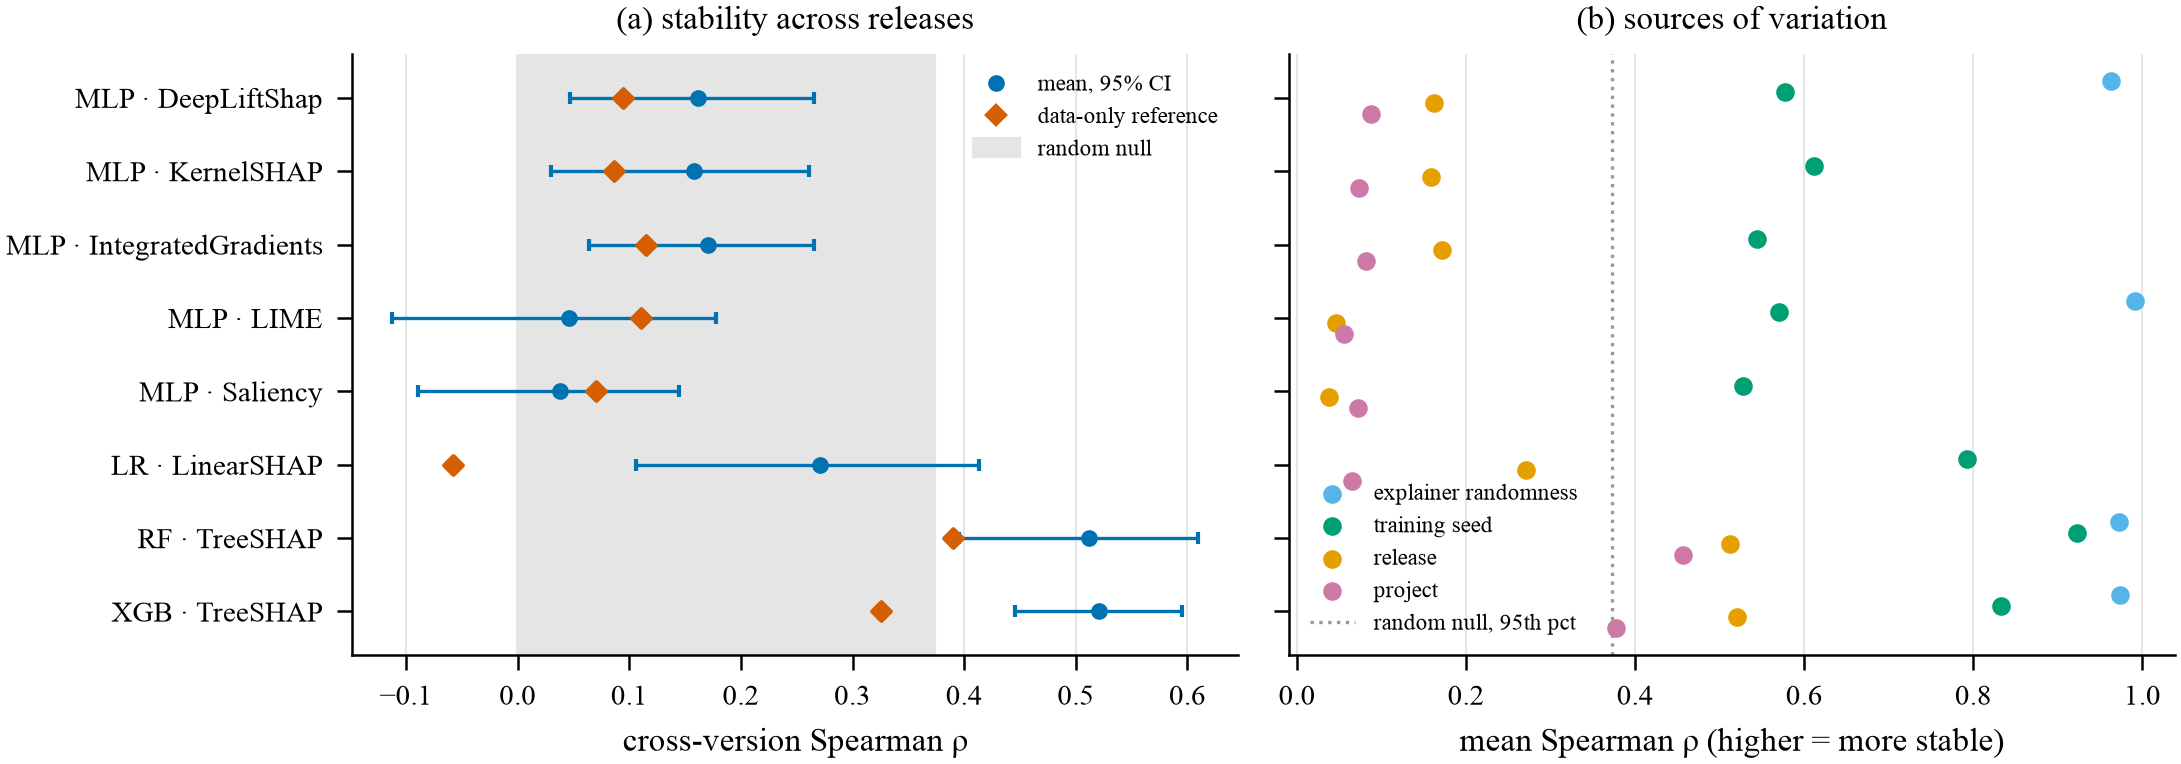 (a) stability across releases
MLP · DeepLiftShap
MLP · KernelSHAP
MLP · IntegratedGradients
MLP · LIME
MLP · Saliency
LR · LinearSHAP
RF · TreeSHAP
XGB · TreeSHAP
mean, 95% CI
data-only reference
random null
−0.1 0.0 0.1 0.2 0.3 0.4 0.5 0.6
cross-version Spearman ρ
(b) sources of variation
explainer randomness
training seed
release
project
random null, 95th pct
0.0 0.2 0.4 0.6 0.8 1.0
mean Spearman ρ (higher = more stable)